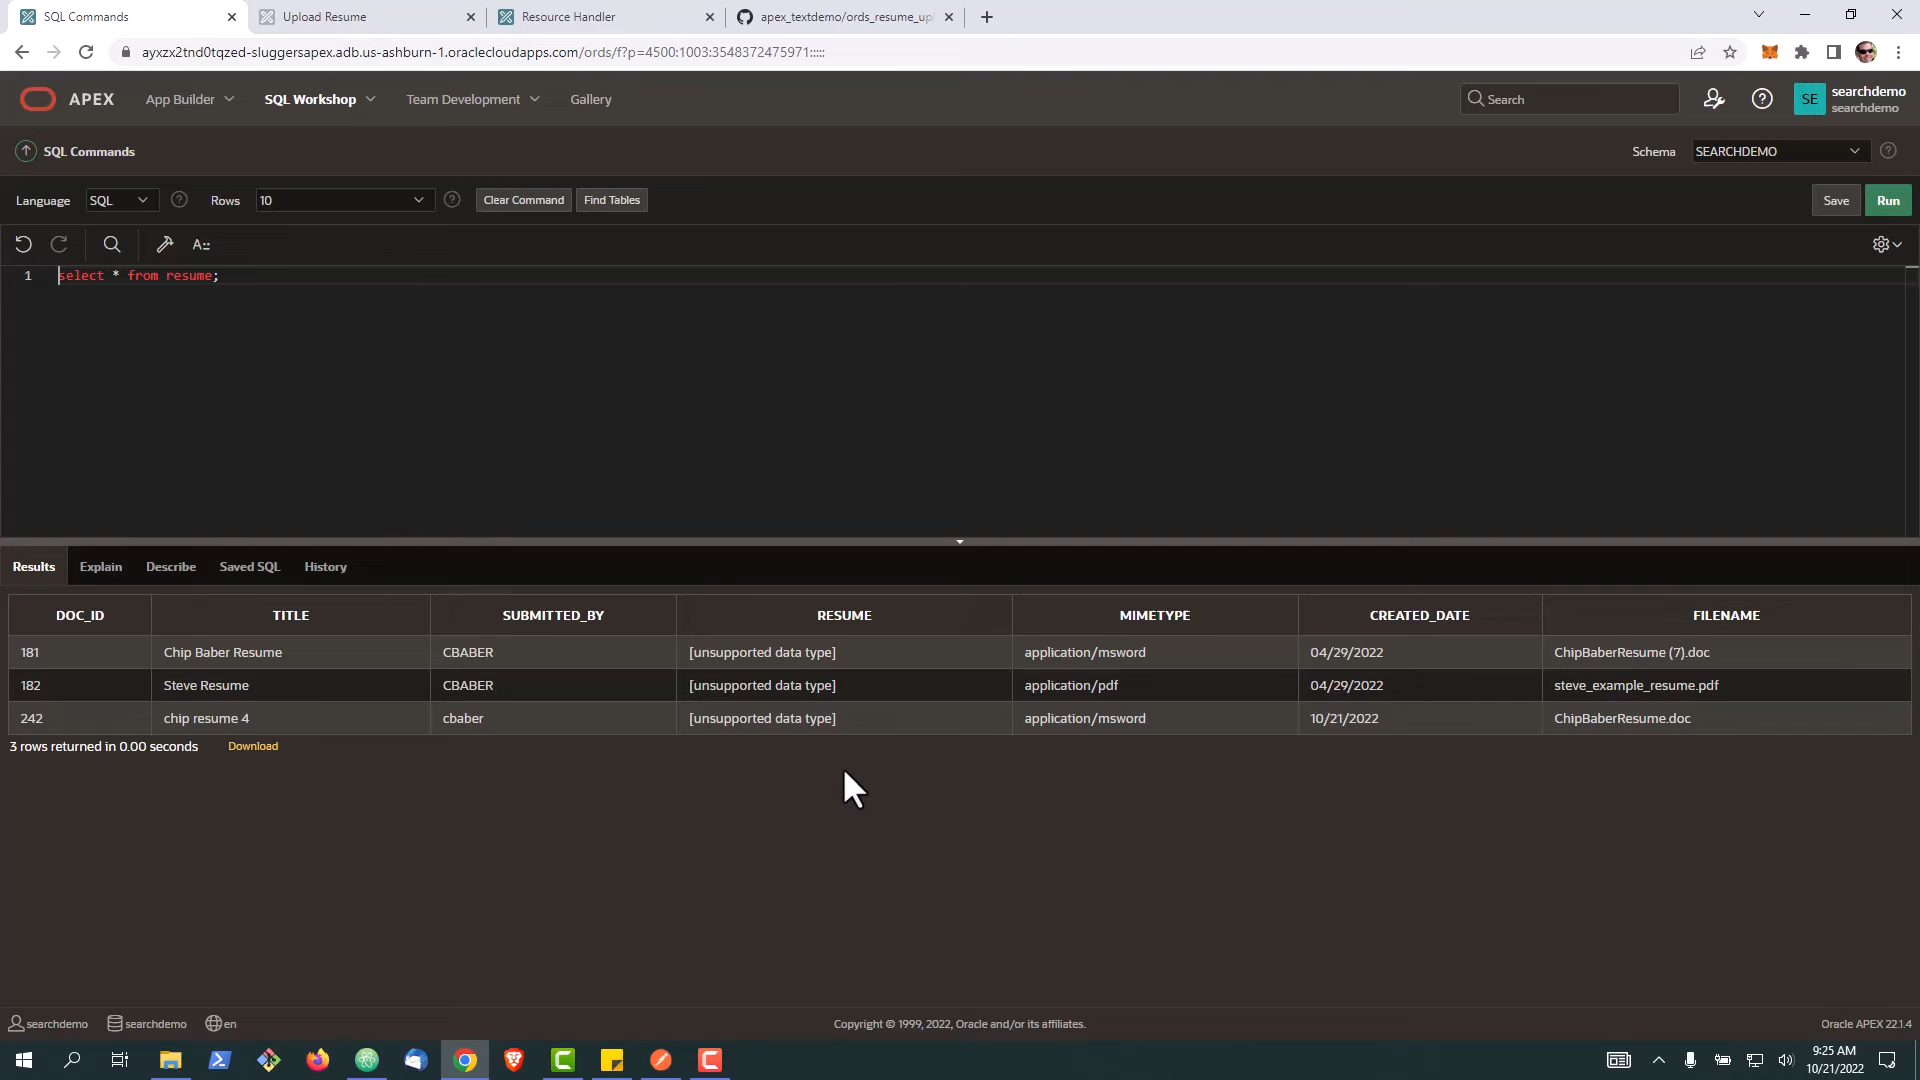 SQL Commands
Upload Resume
Resource Handler
apex_textdemo/ords_resume_upl
ayxzx2tnd0tqzed-sluggersapex.adb.us-ashburn-1.oraclecloudapps.com/ords/f?p=4500:1003:3548372475971:::::
APEX
App Builder
SQL Workshop
Team Development
Gallery
Search
SE
searchdemo
searchdemo
SQL Commands
Schema
SEARCHDEMO
Language
SQL
Rows
10
Clear Command
Find Tables
Save
Run
A::
1 select * from resume;
Results Explain Describe Saved SQL History
DOC_ID TITLE SUBMITTED_BY RESUME MIMETYPE CREATED_DATE FILENAME
181 Chip Baber Resume CBABER [unsupported data type] application/msword 04/29/2022 ChipBaberResume (7).doc
182 Steve Resume CBABER [unsupported data type] application/pdf 04/29/2022 steve_example_resume.pdf
242 chip resume 4 cbaber [unsupported data type] application/msword 10/21/2022 ChipBaberResume.doc
3 rows returned in 0.00 seconds Download
searchdemo searchdemo en
Copyright © 1999, 2022, Oracle and/or its affiliates.
Oracle APEX 22.1.4
9:25 AM
10/21/2022